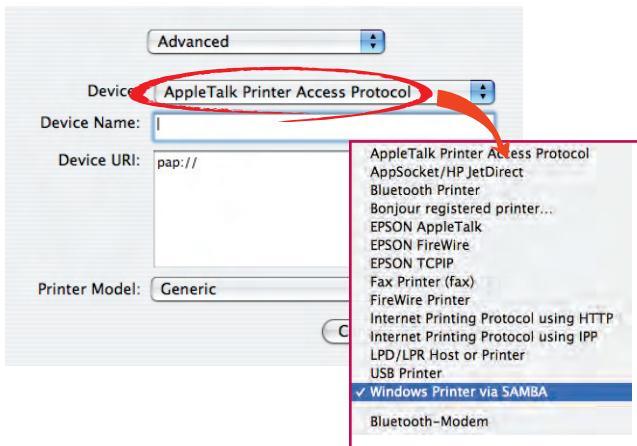 Advanced
Device AppleTalk Printer Access Protocol
Device Name:
Device URI: pap://
Printer Model: Generic
C
AppleTalk Printer Access Protocol
AppSocket/HP JetDirect
Bluetooth Printer
Bonjour registered printer...
EPSON AppleTalk
EPSON FireWire
EPSON TCPIP
Fax Printer (fax)
FireWire Printer
Internet Printing Protocol using HTTP
Internet Printing Protocol using IPP
LPD/LPR Host or Printer
USB Printer
✓ Windows Printer via SAMBA
Bluetooth-Modem